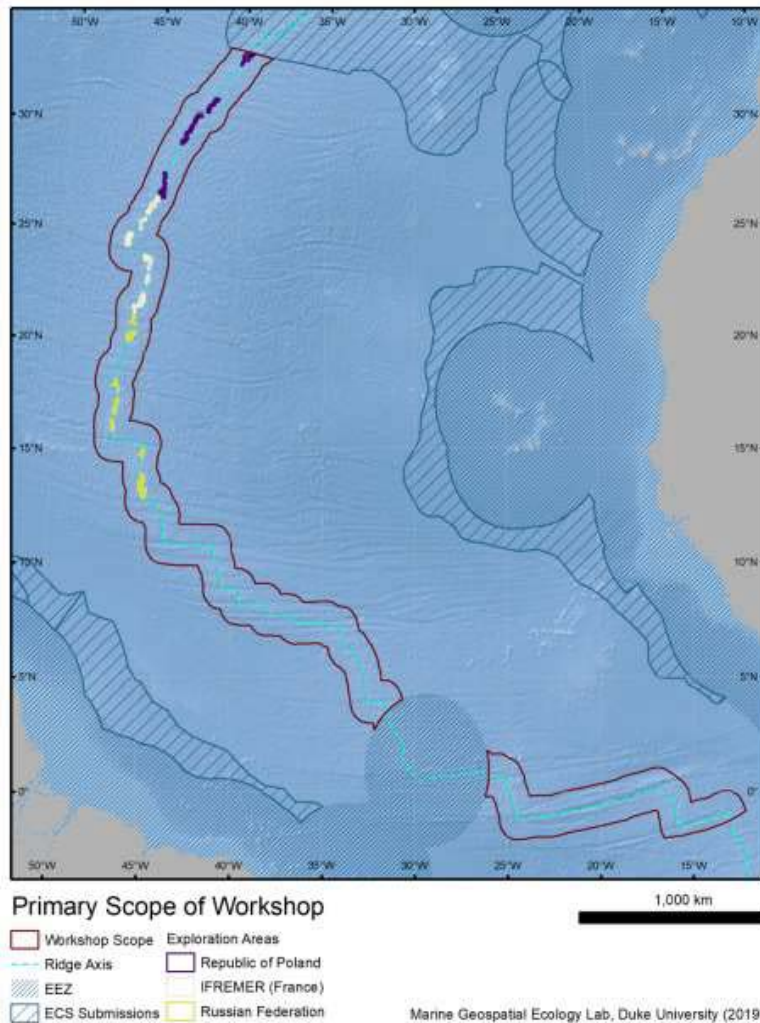 50°W 45°W 40°W 35°W 30°W 25°W 20°W 15°W 10°W
30°N 30°N
25°N 25°N
20°N 20°N
15°N 15°N
10°N 10°N
5°N 5°N
0° 0°
50°W 45°W 40°W 35°W 30°W 25°W 20°W 15°W
Primary Scope of Workshop
1,000 km
Workshop Scope Exploration Areas
Ridge Axis Republic of Poland
EEZ IFREMER (France)
ECS Submissions Russian Federation
Marine Geospatial Ecology Lab, Duke University (2019